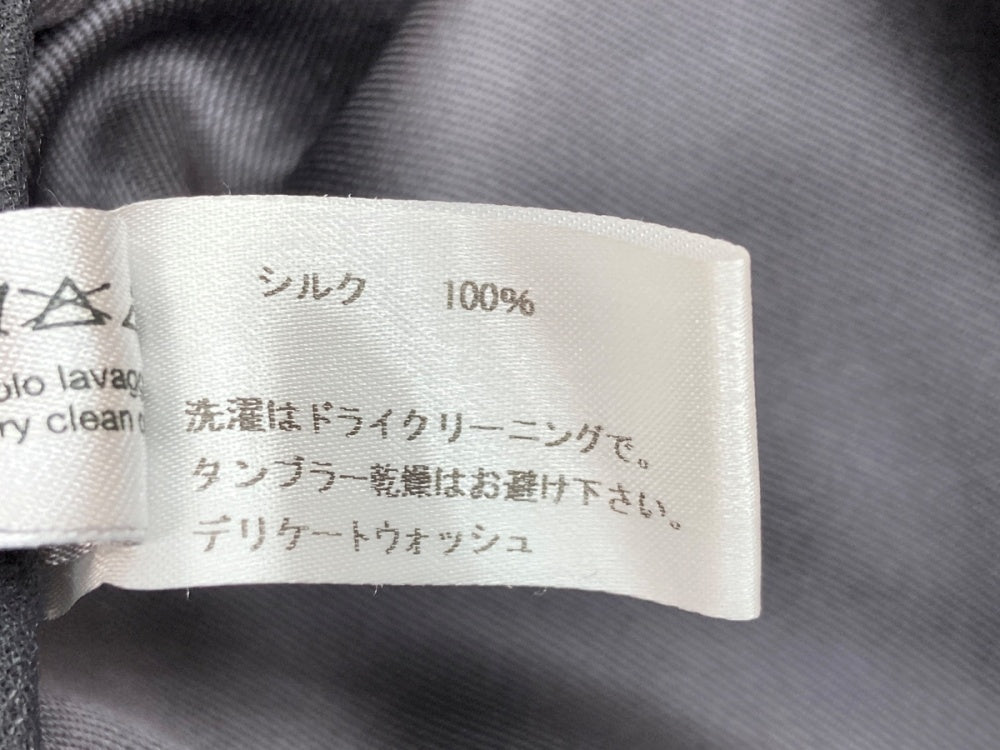 シルク 100%
洗濯はドライクリーニングで。
タンブラー乾燥はお避け下さい。
デリケートウォッシュ
clean